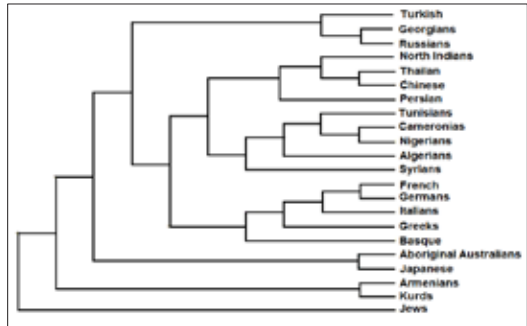 Turkish
Georgians
Russians
North Indians
Thailan
Chinese
Persian
Tunisians
Cameronias
Nigerians
Algerians
Syrians
French
Germans
Italians
Greeks
Basque
Aboriginal Australians
Japanese
Armenians
Kurds
Jews